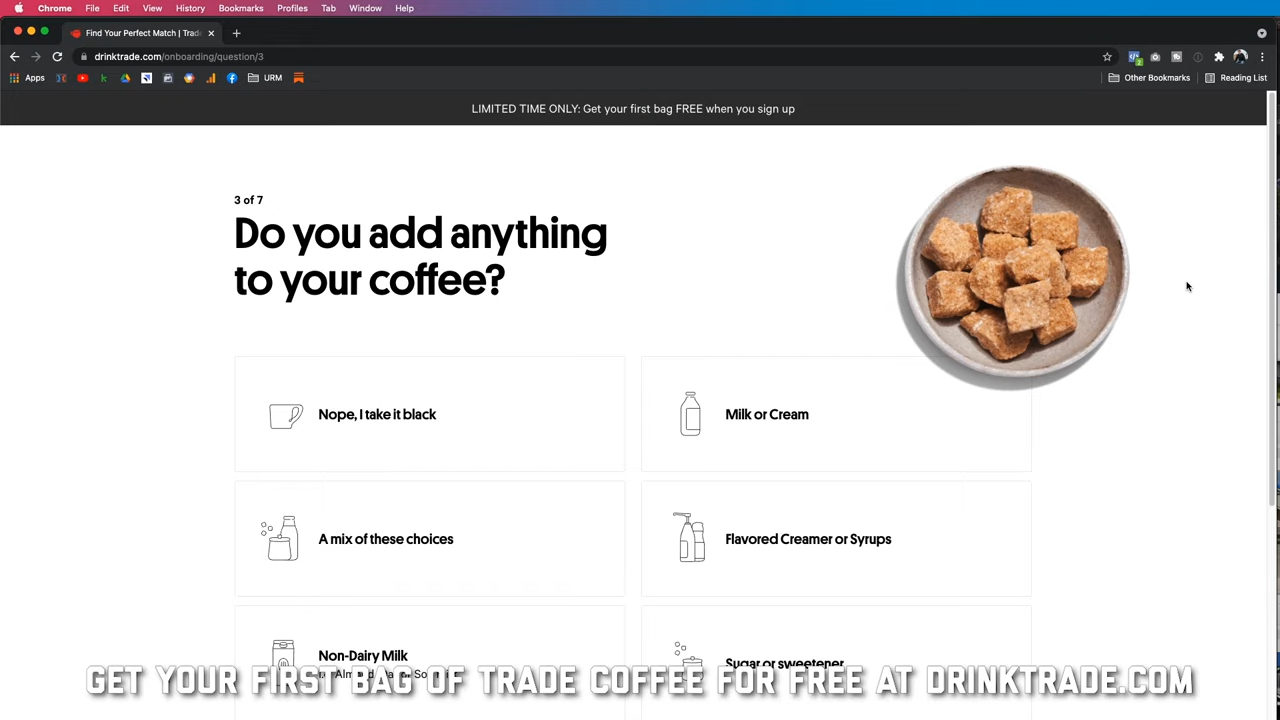 Chrome File Edit View History Bookmarks Profiles Tab Window Help
Find Your Perfect Match | Trad
drinktrade.com/onboarding/question/3
Apps URM Other Bookmarks Reading List
LIMITED TIME ONLY: Get your first bag FREE when you sign up
3 of 7
Do you add anything
to your coffee?
Nope, I take it black
Milk or Cream
A mix of these choices
Flavored Creamer or Syrups
Non-Dairy Milk
Sugar or sweetener
GET YOUR FIRST BAG OF TRADE COFFEE FOR FREE AT DRINKTRADE.COM